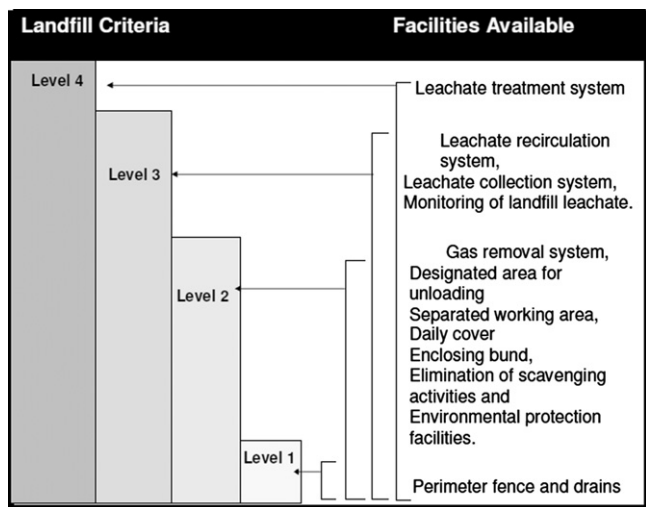 Landfill Criteria
Facilities Available
Level 4
Leachate treatment system
Leachate recirculation
system,
Level 3
Leachate collection system,
Monitoring of landfill leachate.
Gas removal system,
Designated area for
unloading
Level 2
Separated working area,
Daily cover
Enclosing bund,
Elimination of scavenging
activities and
Environmental protection
facilities.
Level 1
Perimeter fence and drains